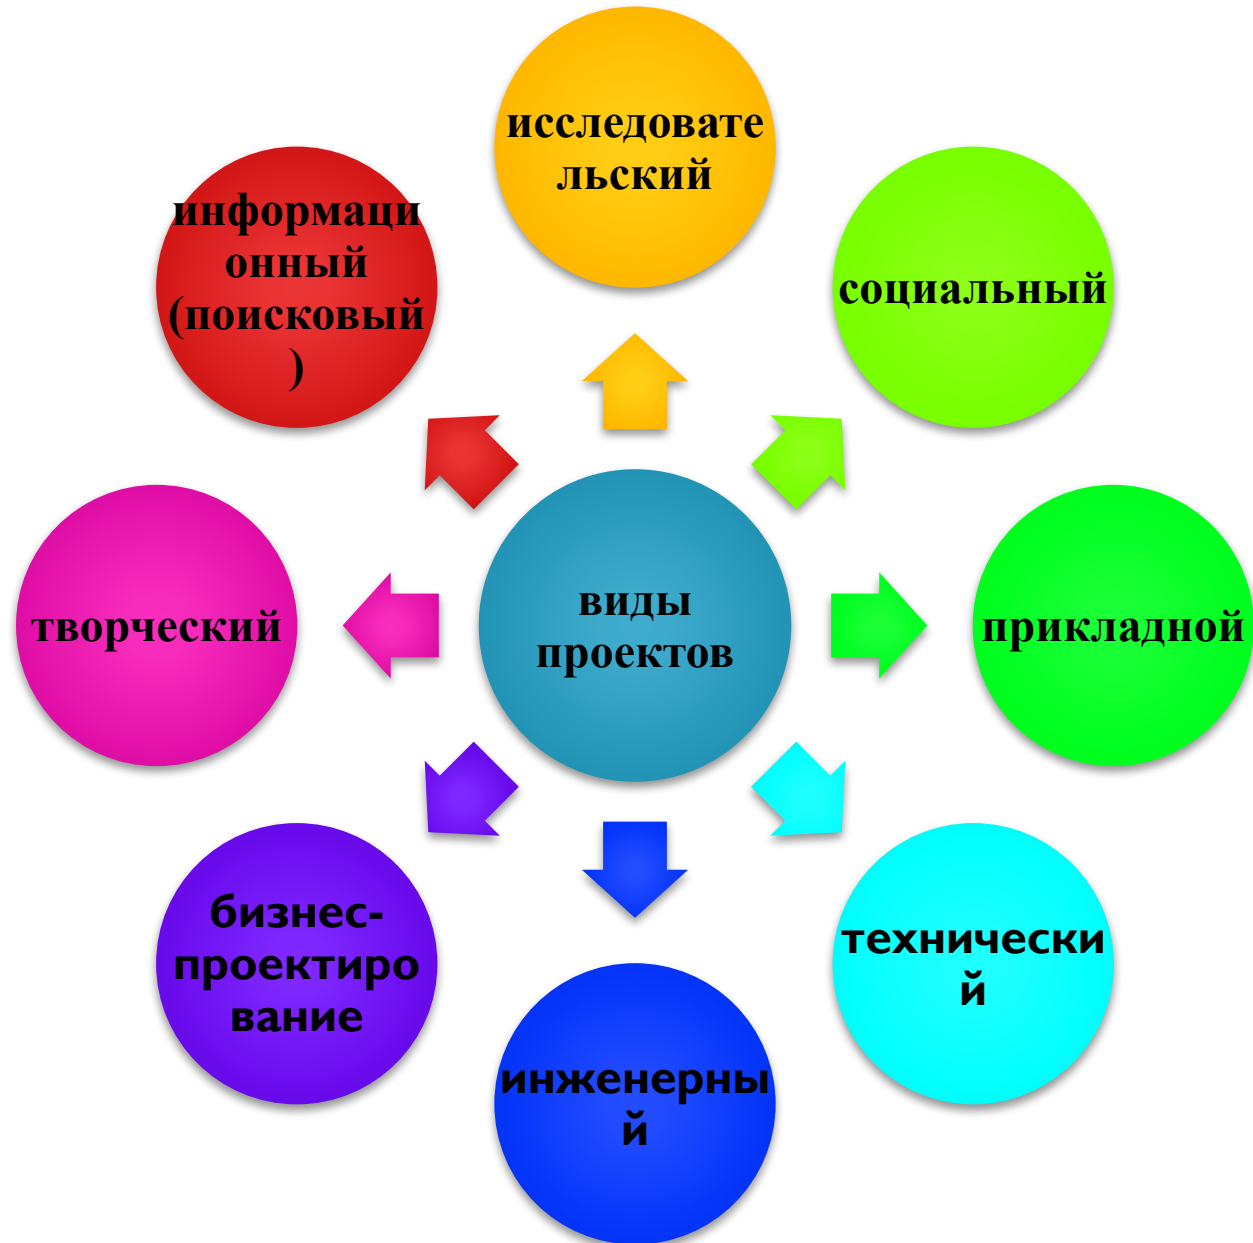 исследовате
льский
информаци
онный
(поисковый
)
социальный
творческий
виды
проектов
прикладной
бизнес-
проектиро
вание
технически
й
инженерны
й